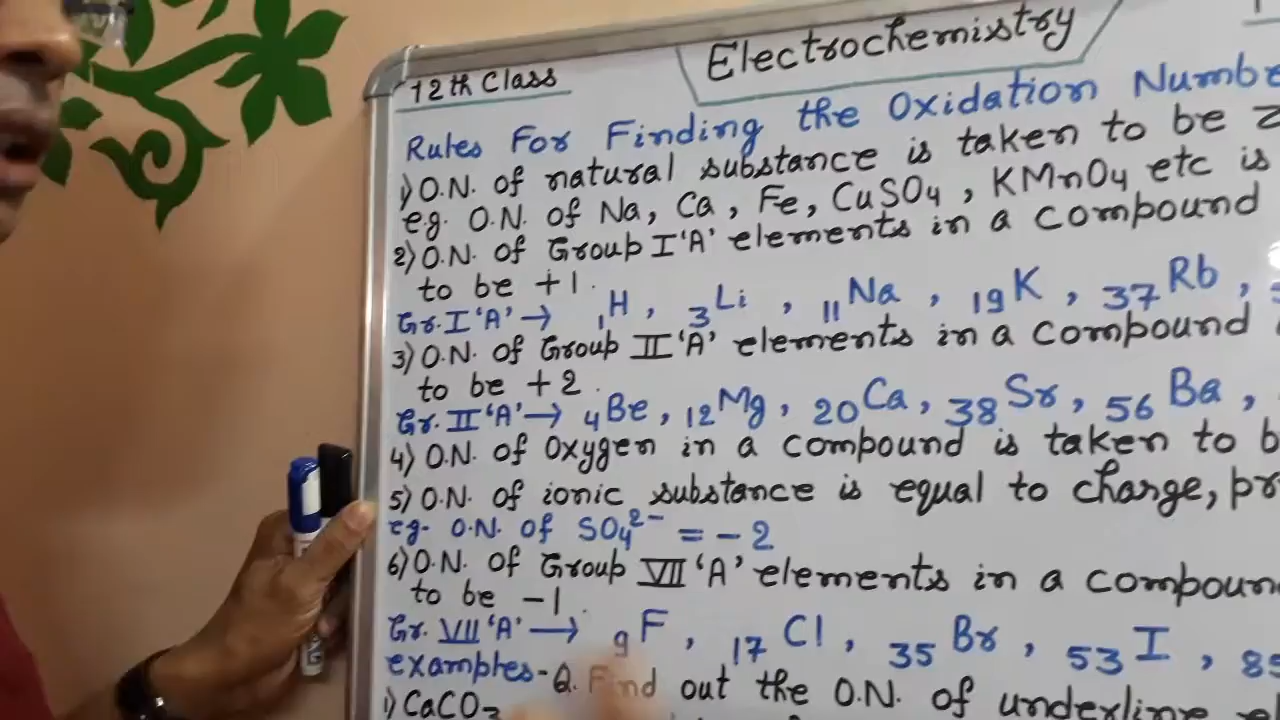 12th Class
Electrochemistry
Rules For Finding the Oxidation Numbe
1) O.N. of natural substance is taken to be z
eg. O.N. of Na, Ca, Fe, CuSO4, KMnO4 etc is
2) O.N. of Group I'A' elements in a compound
to be +1.
Gr. I 'A' → 1H, 3Li, 11Na, 19K, 37Rb,
3) O.N. of Group II'A' elements in a compound
to be +2.
Gr. II 'A' → 4Be, 12Mg, 20Ca, 38Sr, 56Ba,
4) O.N. of Oxygen in a compound is taken to b
5) O.N. of ionic substance is equal to charge, pr
eg- O.N. of SO4²⁻ = -2
6) O.N. of Group VII 'A' elements in a compoun
to be -1.
Gr. VII 'A' → 9F, 17Cl, 35Br, 53I, 85
examples- Q. Find out the O.N. of underline el
1) CaCO3